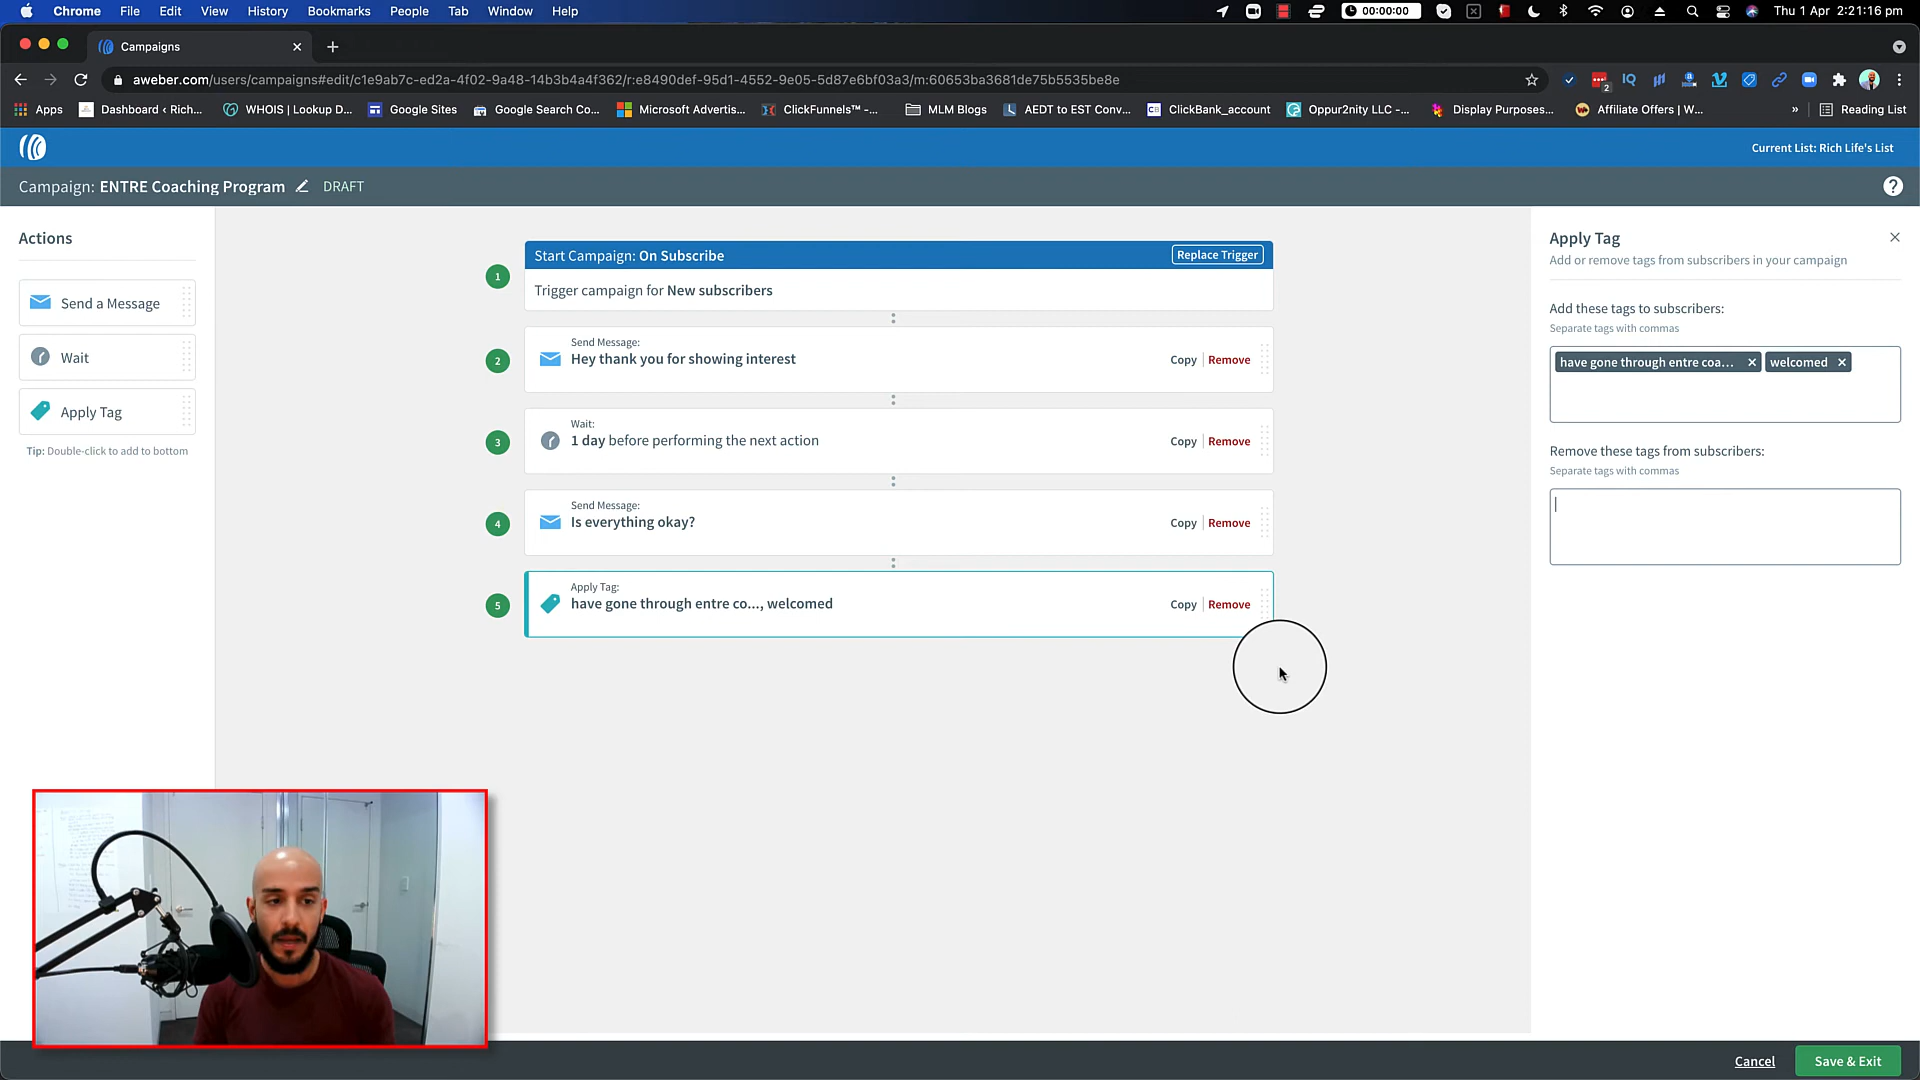 Chrome File Edit View History Bookmarks People Tab Window Help 00:00:00 Thu 1 Apr 2:21:16 pm
Campaigns
aweber.com/users/campaigns#edit/c1e9ab7c-ed2a-4f02-9a48-14b3b4a4f362/r:e8490def-95d1-4552-9e05-5d87e6bf03a3/m:60653ba3681de75b5535be8e
IQ 2
Apps Dashboard ‹ Rich... WHOIS | Lookup D... Google Sites Google Search Co... Microsoft Advertis... ClickFunnels™ -... MLM Blogs AEDT to EST Conv... ClickBank_account Oppur2nity LLC -... Display Purposes... Affiliate Offers | W... » Reading List
Current List: Rich Life's List
Campaign: ENTRE Coaching Program DRAFT ?
Actions
Send a Message
Wait
Apply Tag
Tip: Double-click to add to bottom
1
Start Campaign: On Subscribe Replace Trigger
Trigger campaign for New subscribers
2
Send Message:
Hey thank you for showing interest Copy Remove
3
Wait:
1 day before performing the next action Copy Remove
4
Send Message:
Is everything okay? Copy Remove
5
Apply Tag:
have gone through entre co..., welcomed Copy Remove
Apply Tag
Add or remove tags from subscribers in your campaign
Add these tags to subscribers:
Separate tags with commas
have gone through entre coa... × welcomed ×
Remove these tags from subscribers:
Separate tags with commas
Cancel Save & Exit